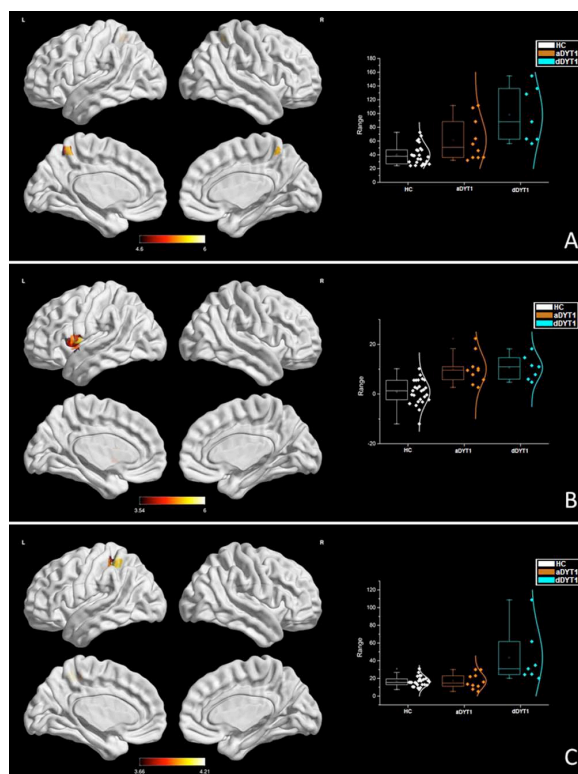 L R
HC
aDYT1
dDYT1
180
160
140
120
100
80
60
40
20
0
Range
HC aDYT1 dDYT1
4.6 6
A
L R
HC
aDYT1
dDYT1
20
0
-20
Range
HC aDYT1 dDYT1
3.54 6
B
L R
HC
aDYT1
dDYT1
120
100
80
60
40
20
0
Range
HC aDYT1 dDYT1
3.66 4.21
C